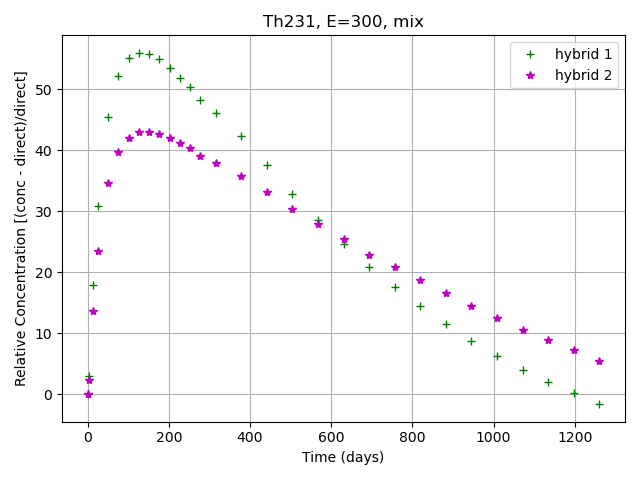 Th231, E=300, mix
hybrid 1
hybrid 2
Relative Concentration [(conc - direct)/direct]
50
40
30
20
10
0
0 200 400 600 800 1000 1200
Time (days)